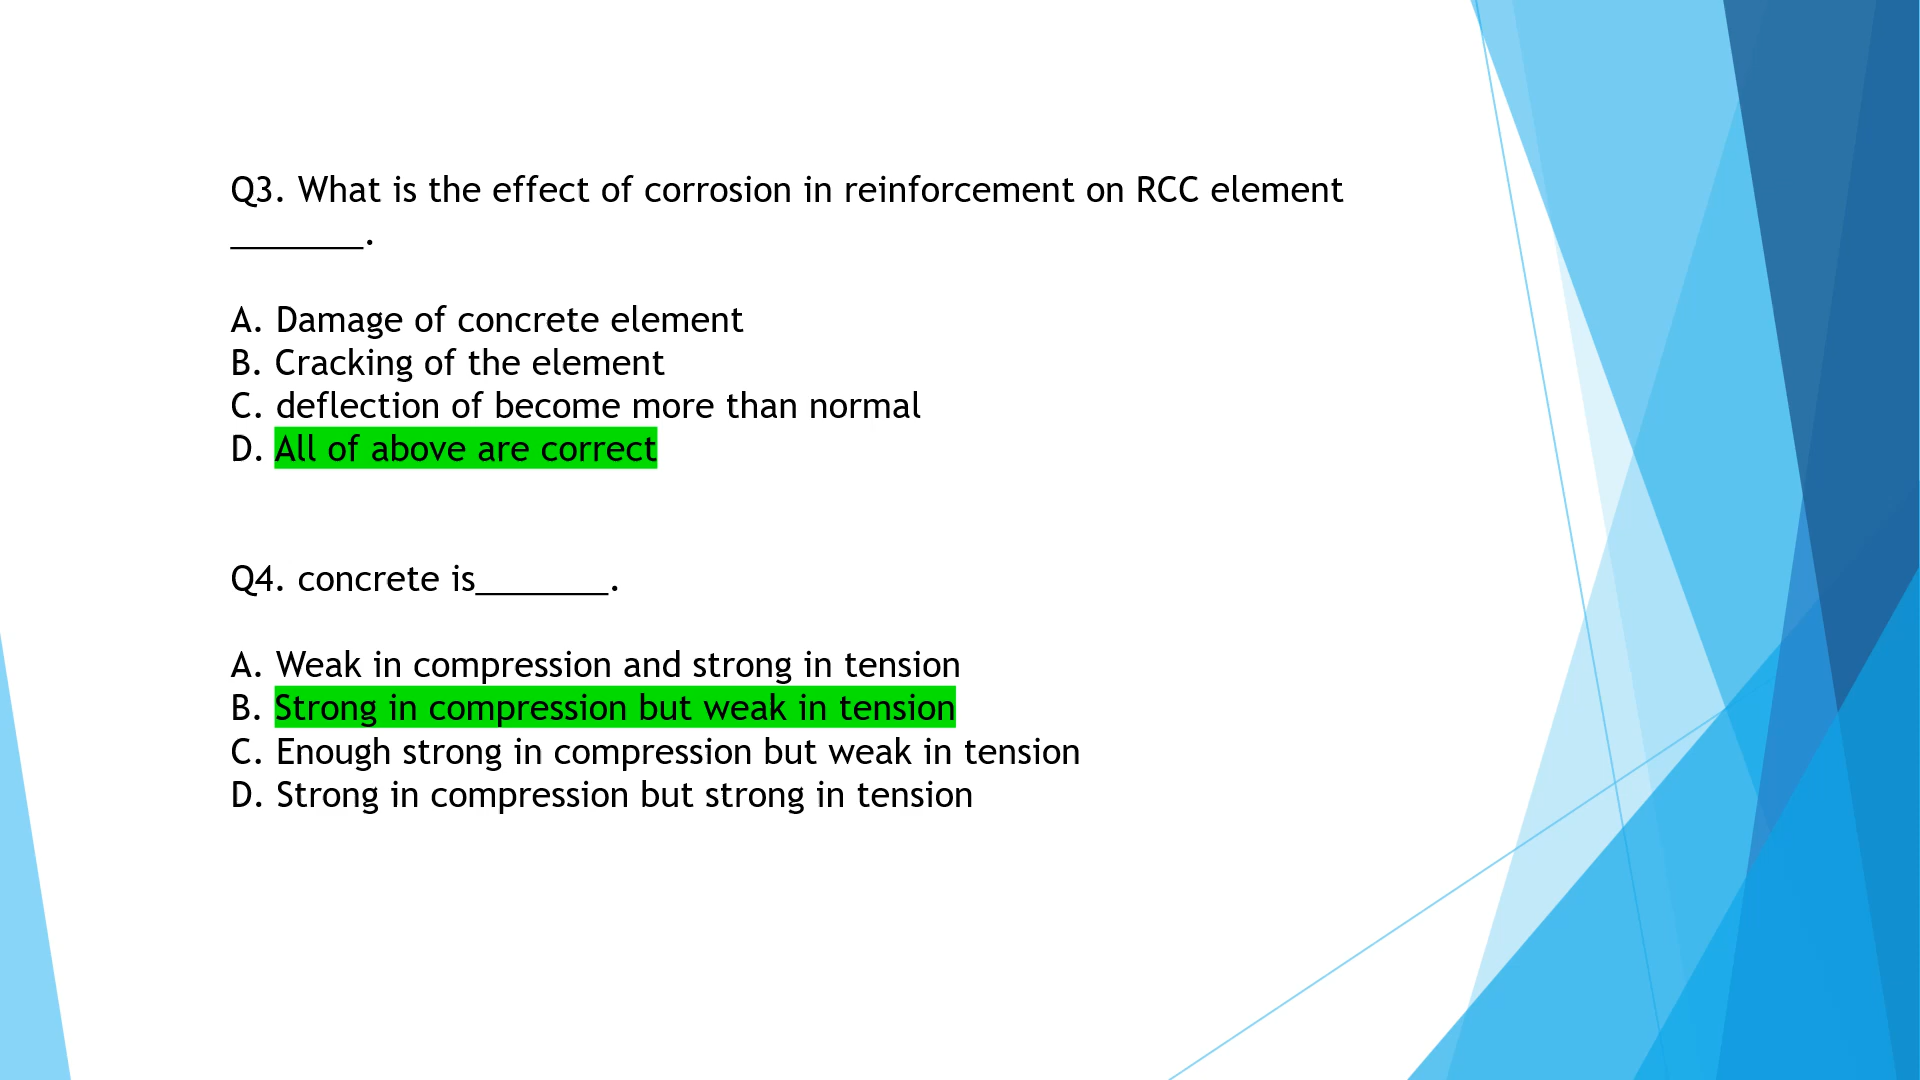 Q3. What is the effect of corrosion in reinforcement on RCC element
_______.
A. Damage of concrete element
B. Cracking of the element
C. deflection of become more than normal
D. All of above are correct
Q4. concrete is_______.
A. Weak in compression and strong in tension
B. Strong in compression but weak in tension
C. Enough strong in compression but weak in tension
D. Strong in compression but strong in tension